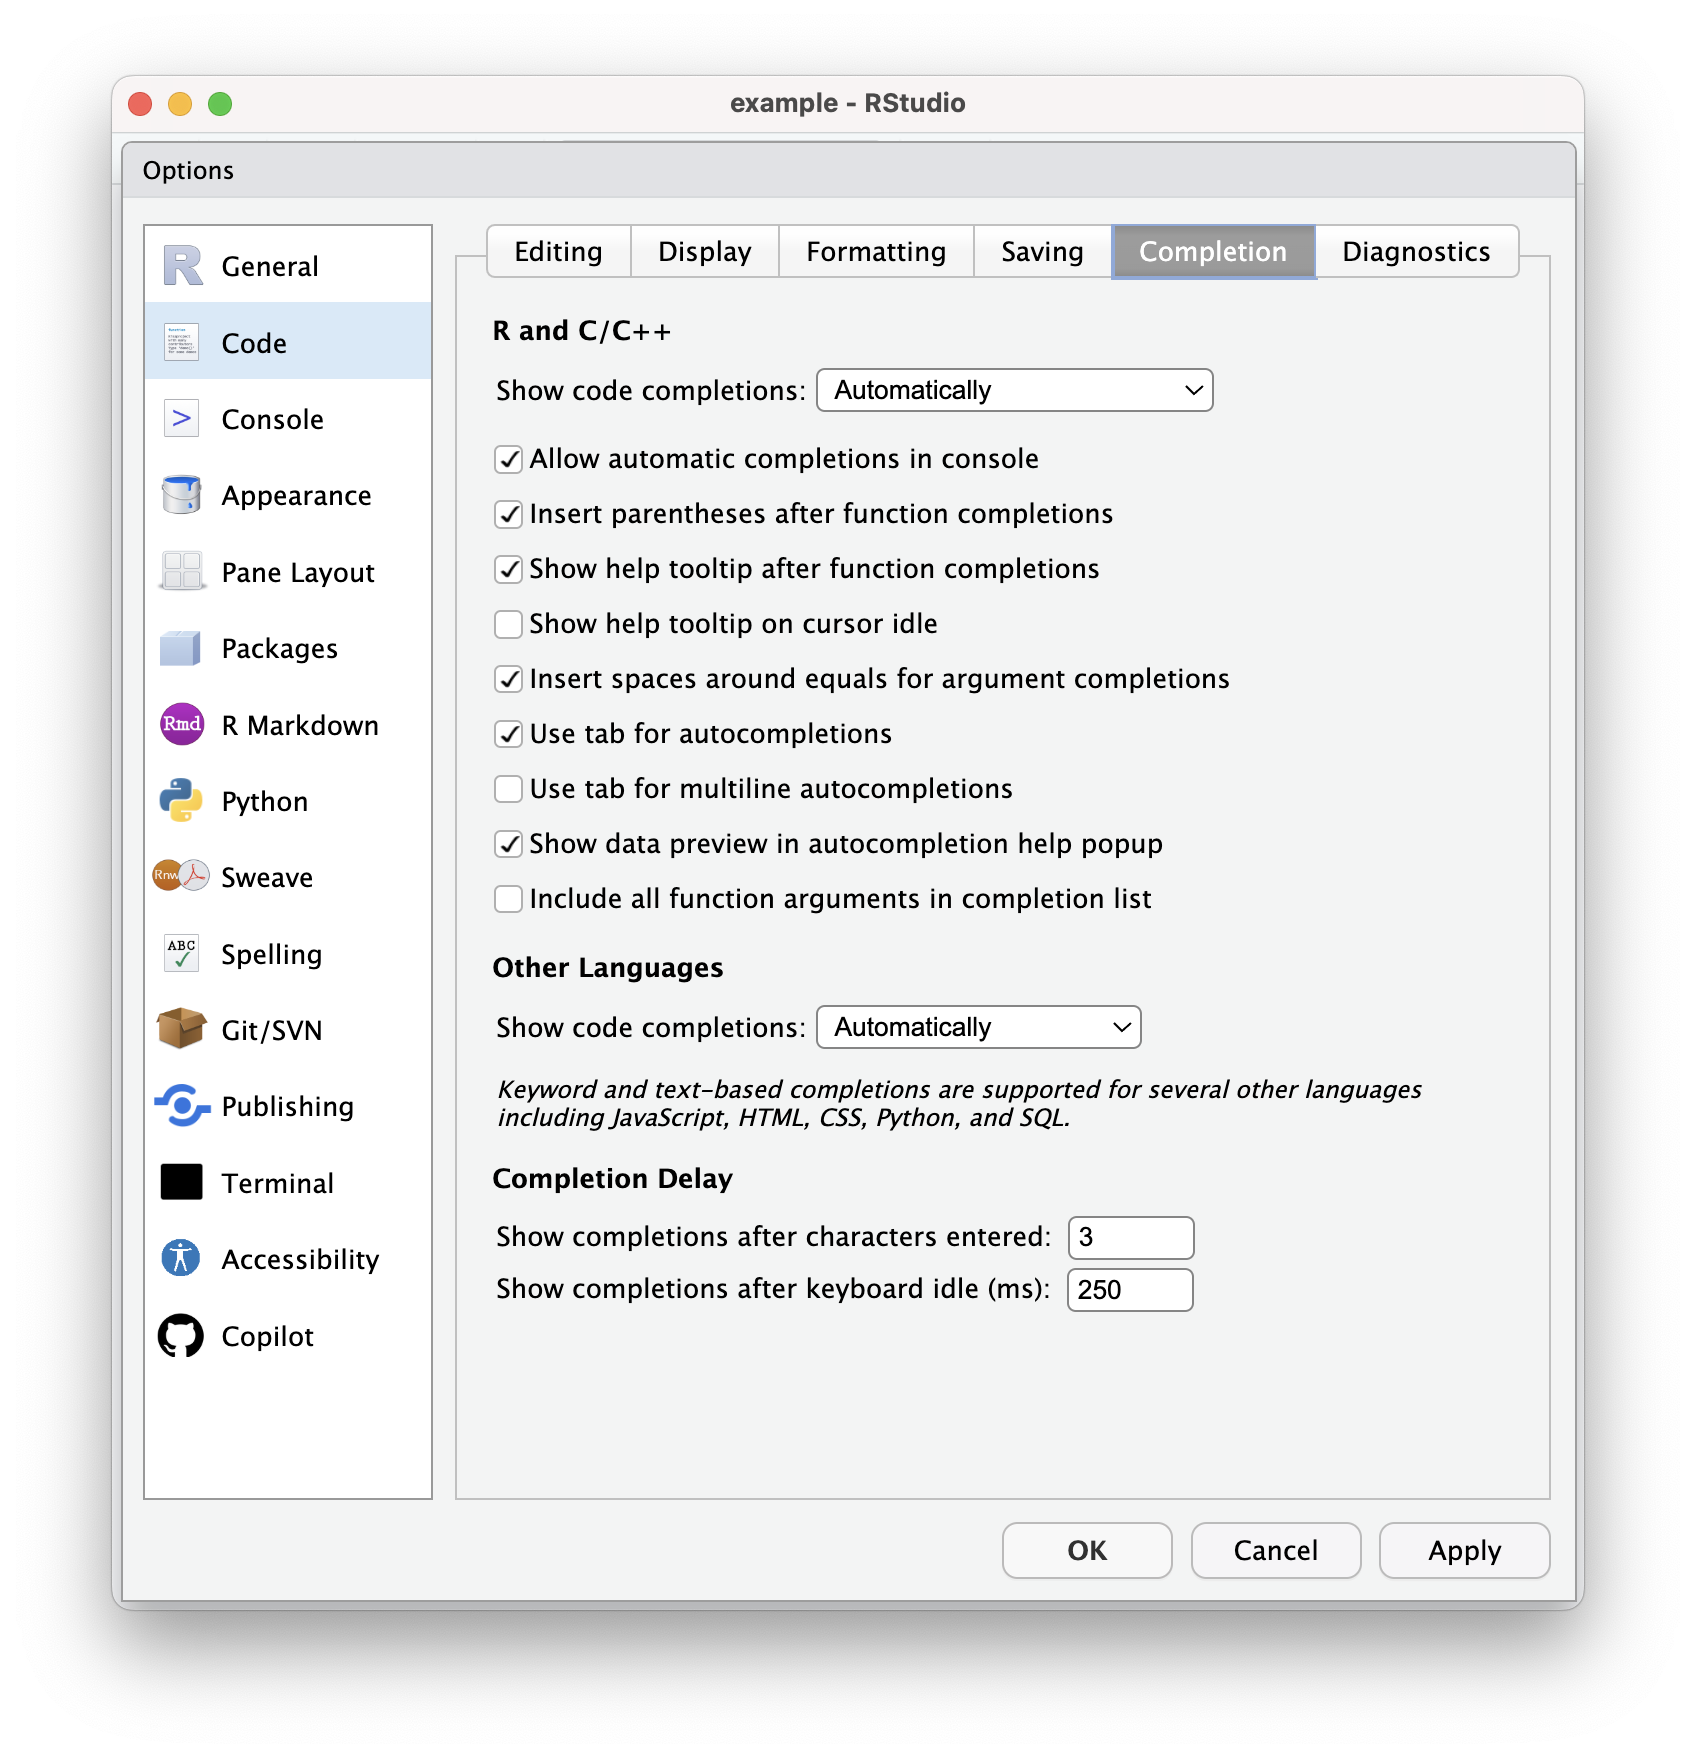 example - RStudio
Options
General
Code
Console
Appearance
Pane Layout
Packages
Rmd
R Markdown
Python
Rnw
Sweave
ABC
Spelling
Git/SVN
Publishing
Terminal
Accessibility
Copilot
Editing
Display
Formatting
Saving
Completion
Diagnostics
R and C/C++
Show code completions: Automatically
Allow automatic completions in console
Insert parentheses after function completions
Show help tooltip after function completions
Show help tooltip on cursor idle
Insert spaces around equals for argument completions
Use tab for autocompletions
Use tab for multiline autocompletions
Show data preview in autocompletion help popup
Include all function arguments in completion list
Other Languages
Show code completions: Automatically
Keyword and text-based completions are supported for several other languages
including JavaScript, HTML, CSS, Python, and SQL.
Completion Delay
Show completions after characters entered: 3
Show completions after keyboard idle (ms): 250
OK
Cancel
Apply